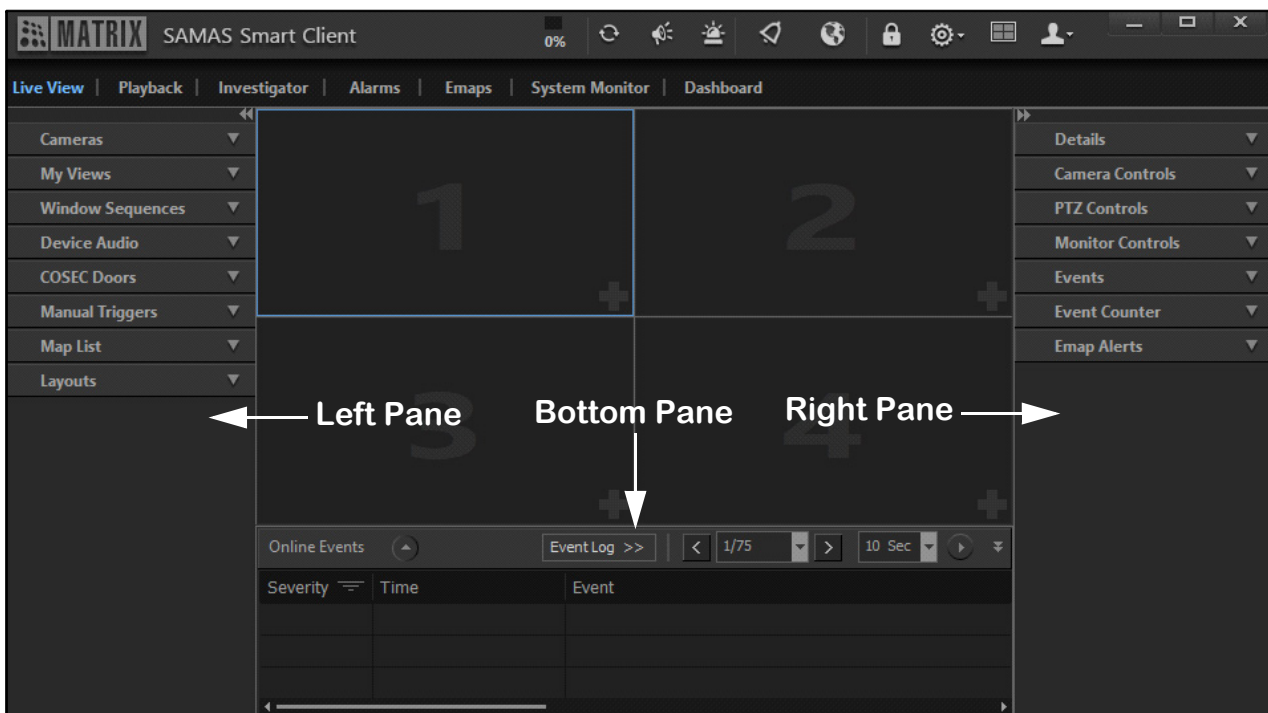 MATRIX SAMAS Smart Client 0%
Live View | Playback | Investigator | Alarms | Emaps | System Monitor | Dashboard
Cameras
My Views
Window Sequences
Device Audio
COSEC Doors
Manual Triggers
Map List
Layouts
1
2
3
4
Left Pane
Bottom Pane
Right Pane
Details
Camera Controls
PTZ Controls
Monitor Controls
Events
Event Counter
Emap Alerts
Online Events Event Log >> 1/75 10 Sec
Severity Time Event